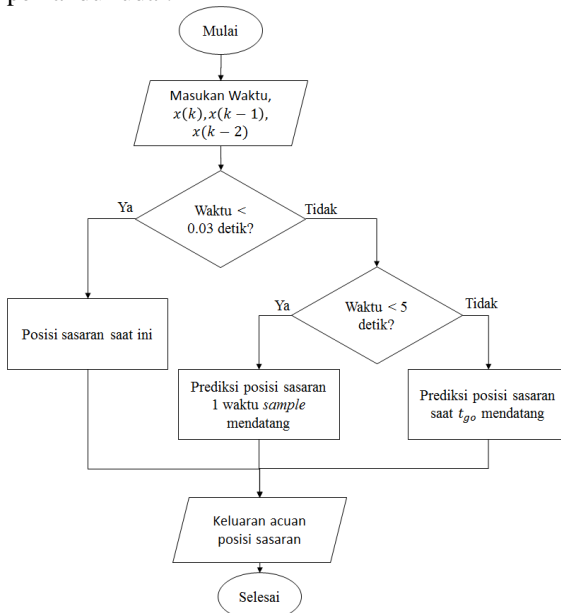 Mulai
Masukan Waktu,
x(k), x(k − 1),
x(k − 2)
Ya
Waktu <
0.03 detik?
Tidak
Posisi sasaran saat ini
Ya
Waktu < 5
detik?
Tidak
Prediksi posisi sasaran
1 waktu sample
mendatang
Prediksi posisi sasaran
saat t_go mendatang
Keluaran acuan
posisi sasaran
Selesai